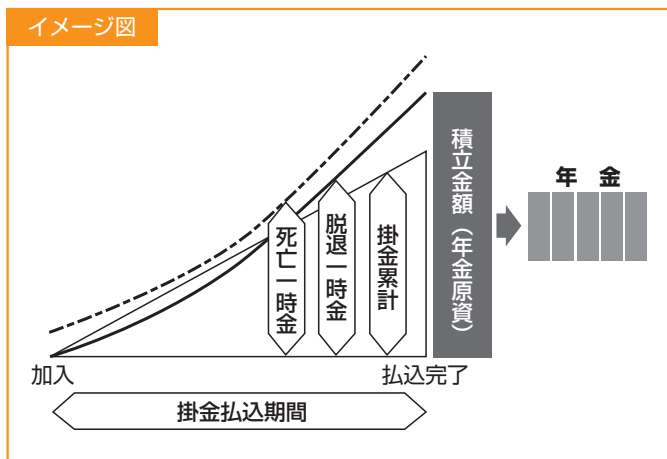 イメージ図
死亡一時金
脱退一時金
掛金累計
積立金額（年金原資）
年 金
加入
払込完了
掛金払込期間